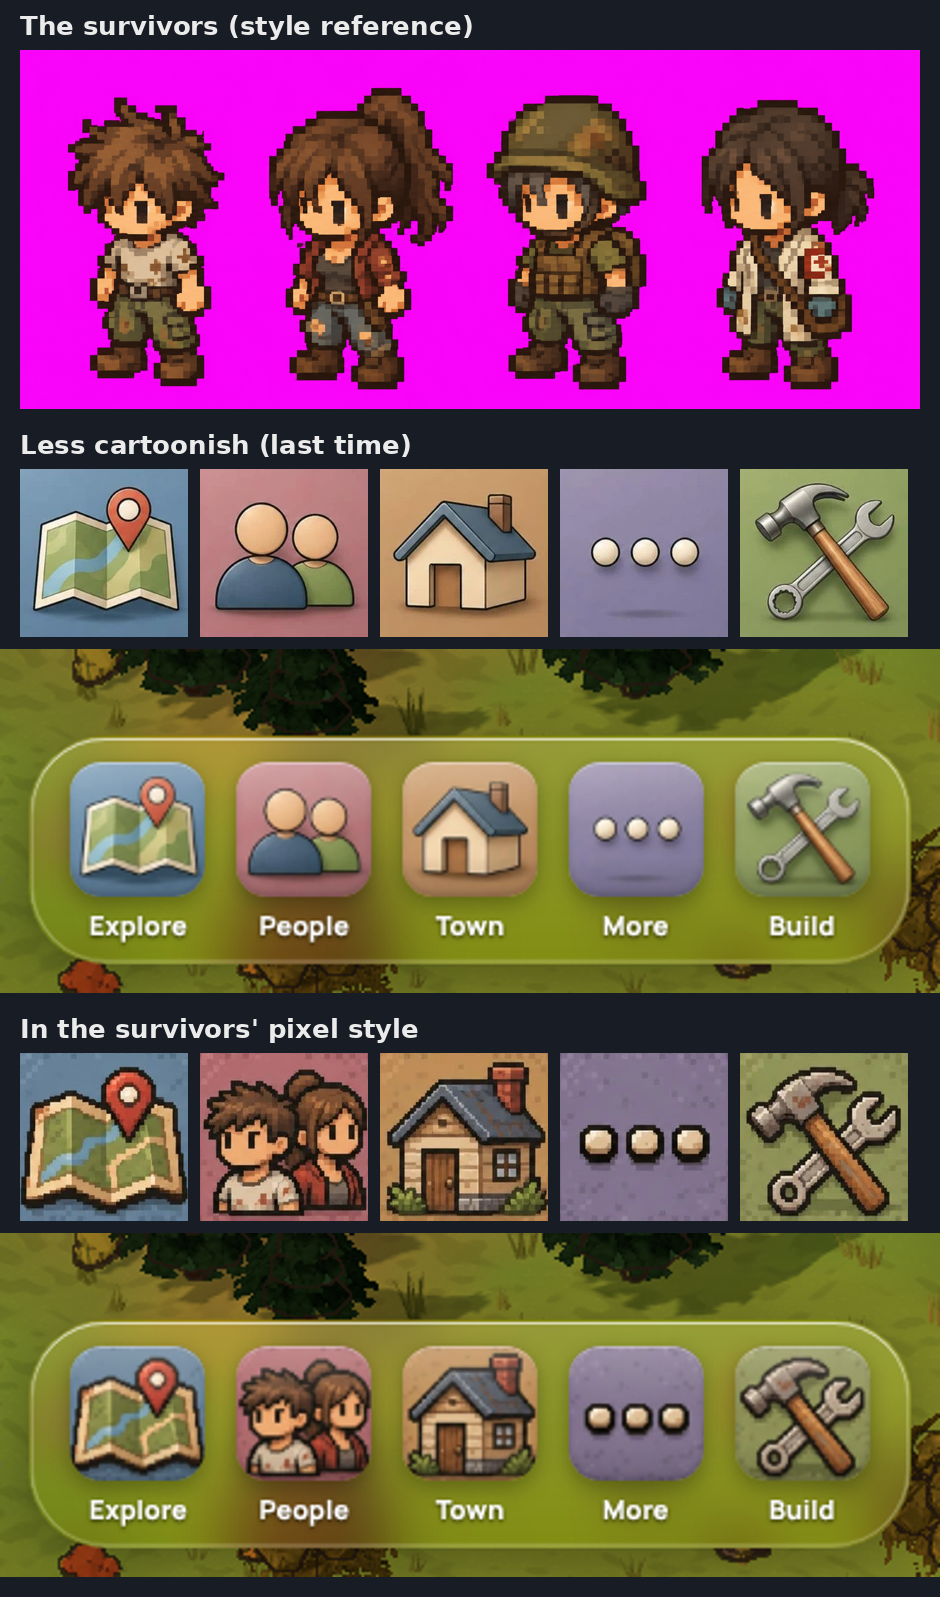 The survivors (style reference)
Less cartoonish (last time)
Explore People Town More Build
In the survivors' pixel style
Explore People Town More Build